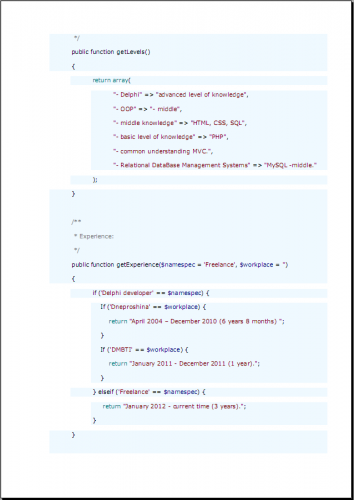 */
public function getLevels()
{
return array(
"- Delphi" => "advanced level of knowledge",
"- OOP" => "- middle",
"- middle knowledge" => "HTML, CSS, SQL",
"- basic level of knowledge" => "PHP",
"- common understanding MVC.",
"- Relational DataBase Management Systems" => "MySQL -middle."
);
}
/**
* Experience:
*/
public function getExperience($namespec = 'Freelance', $workplace = '')
{
if ('Delphi developer' == $namespec) {
If ('Dneproshina' == $workplace) {
return "April 2004 – December 2010 (6 years 8 months) ";
}
If ('DMBTI' == $workplace) {
return "January 2011 - December 2011 (1 year).";
}
} elseif ('Freelance' == $namespec) {
return "January 2012 - current time (3 years).";
}
}